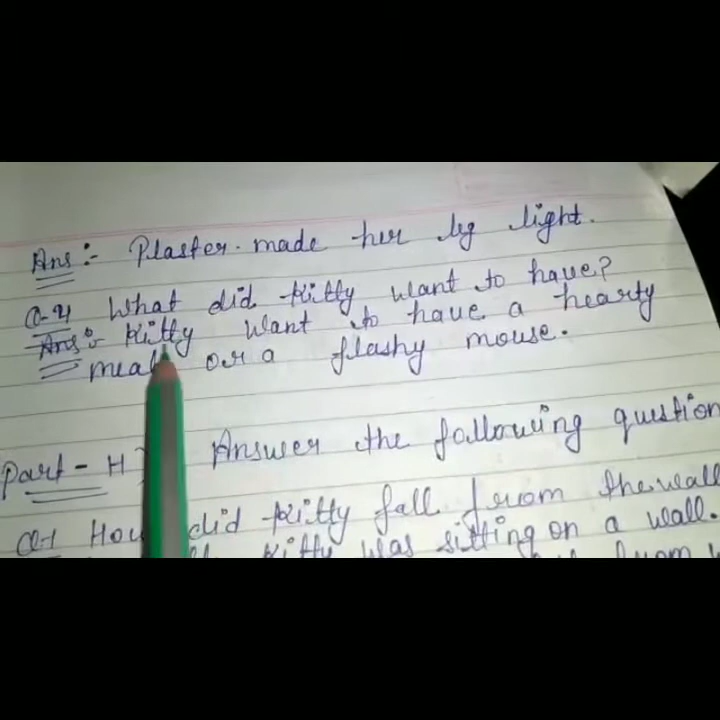 Ans:- Plaster made her leg light.
Q-4 What did Kitty want to have?
Ans:- Kitty want to have a hearty
meal or a flashy mouse.
Part - H Answer the following question
Q-1 How did Kitty fall from the wall
Kitty was sitting on a wall.
from